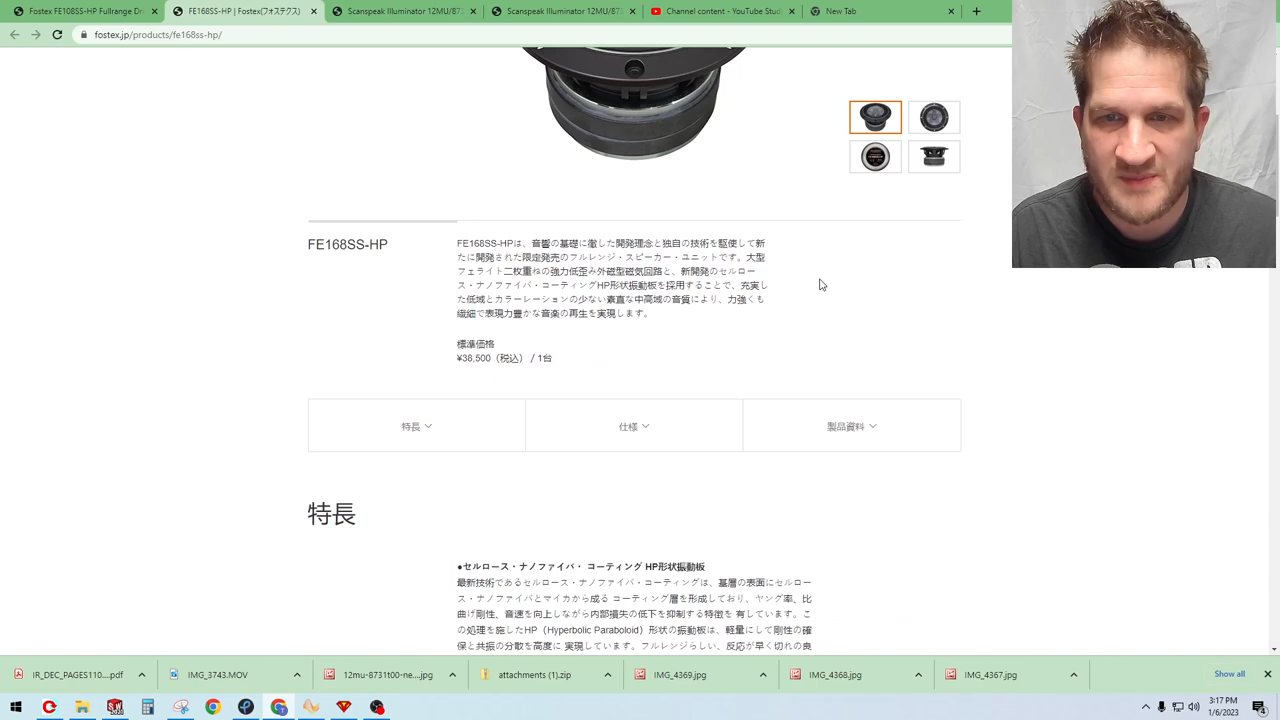 Fostex FE108SS-HP Fullrange Dri
FE168SS-HP | Fostex(フォステクス)
Scanspeak Illuminator 12MU/873
Scanspeak Illuminator 12MU/873
Channel content - YouTube Stud
New Tab
fostex.jp/products/fe168ss-hp/
FE168SS-HP
FE168SS-HPは、音響の基礎に徹した開発理念と独自の技術を駆使して新
たに開発された限定発売のフルレンジ・スピーカー・ユニットです。大型
フェライト二枚重ねの強力低歪み外磁型磁気回路と、新開発のセルロー
ス・ナノファイバ・コーティングHP形状振動板を採用することで、充実し
た低域とカラーレーションの少ない素直な中高域の音質により、力強くも
繊細で表現力豊かな音楽の再生を実現します。
標準価格
¥38,500（税込） / 1台
特長
仕様
製品資料
特長
●セルロース・ナノファイバ・ コーティング HP形状振動板
最新技術であるセルロース・ナノファイバ・コーティングは、基層の表面にセルロー
ス・ナノファイバとマイカから成る コーティング層を形成しており、ヤング率、比
曲げ剛性、音速を向上しながら内部損失の低下を抑制する特徴を 有しています。こ
の処理を施したHP（Hyperbolic Paraboloid）形状の振動板は、軽量にして剛性の確
保と共振の分散を高度に 実現しています。フルレンジらしい、反応が早く切れの良
IR_DEC_PAGES110....pdf
IMG_3743.MOV
12mu-8731t00-ne....jpg
attachments (1).zip
IMG_4369.jpg
IMG_4368.jpg
IMG_4367.jpg
Show all
3:17 PM
1/6/2023
4